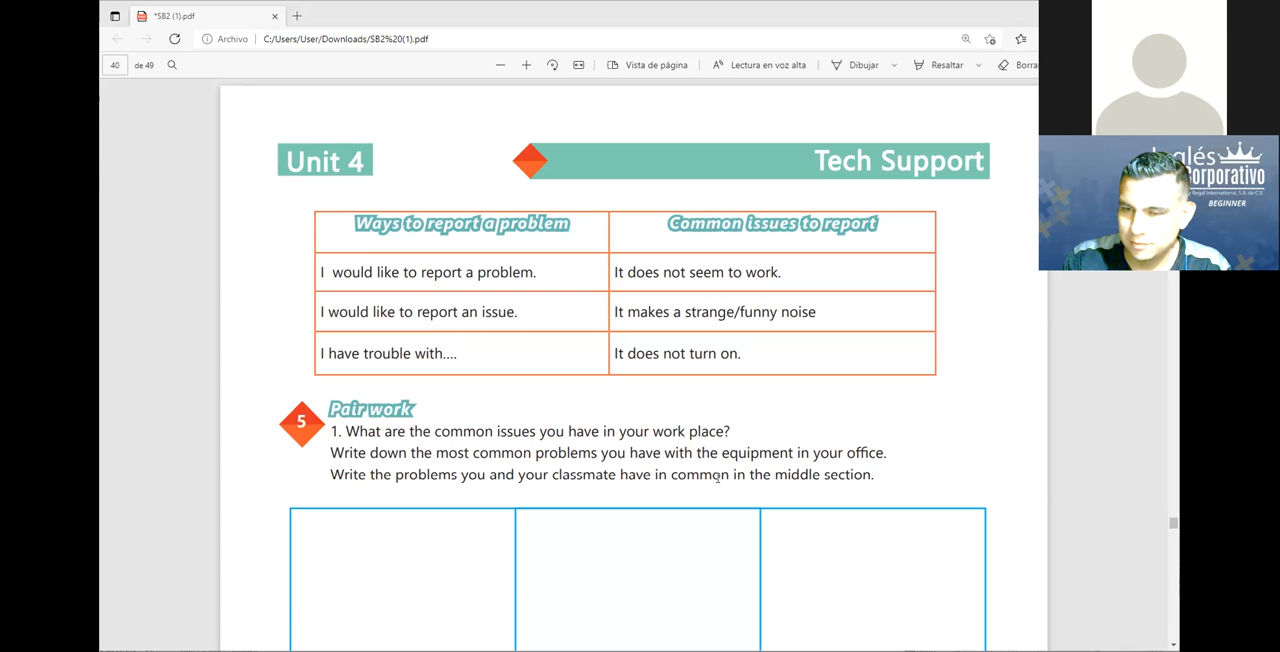 *SB2 (1).pdf
Archivo C:/Users/User/Downloads/SB2%20(1).pdf
40 de 49 Vista de página Lectura en voz alta Dibujar Resaltar Borra
Unit 4 Tech Support
Ways to report a problem Common issues to report
I would like to report a problem. It does not seem to work.
I would like to report an issue. It makes a strange/funny noise
I have trouble with.... It does not turn on.
5 Pair work
1. What are the common issues you have in your work place?
Write down the most common problems you have with the equipment in your office.
Write the problems you and your classmate have in common in the middle section.
BEGINNER